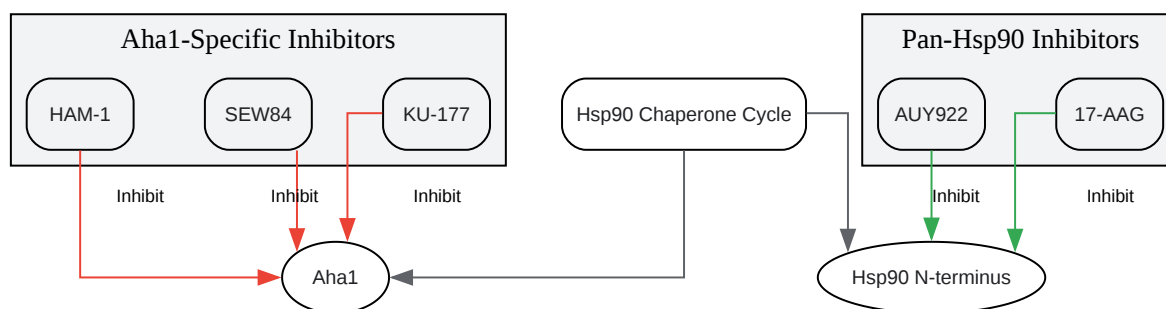 Aha1-Specific Inhibitors
Pan-Hsp90 Inhibitors
HAM-1
SEW84
KU-177
Hsp90 Chaperone Cycle
AUY922
17-AAG
Inhibit
Inhibit
Inhibit
Inhibit
Inhibit
Aha1
Hsp90 N-terminus